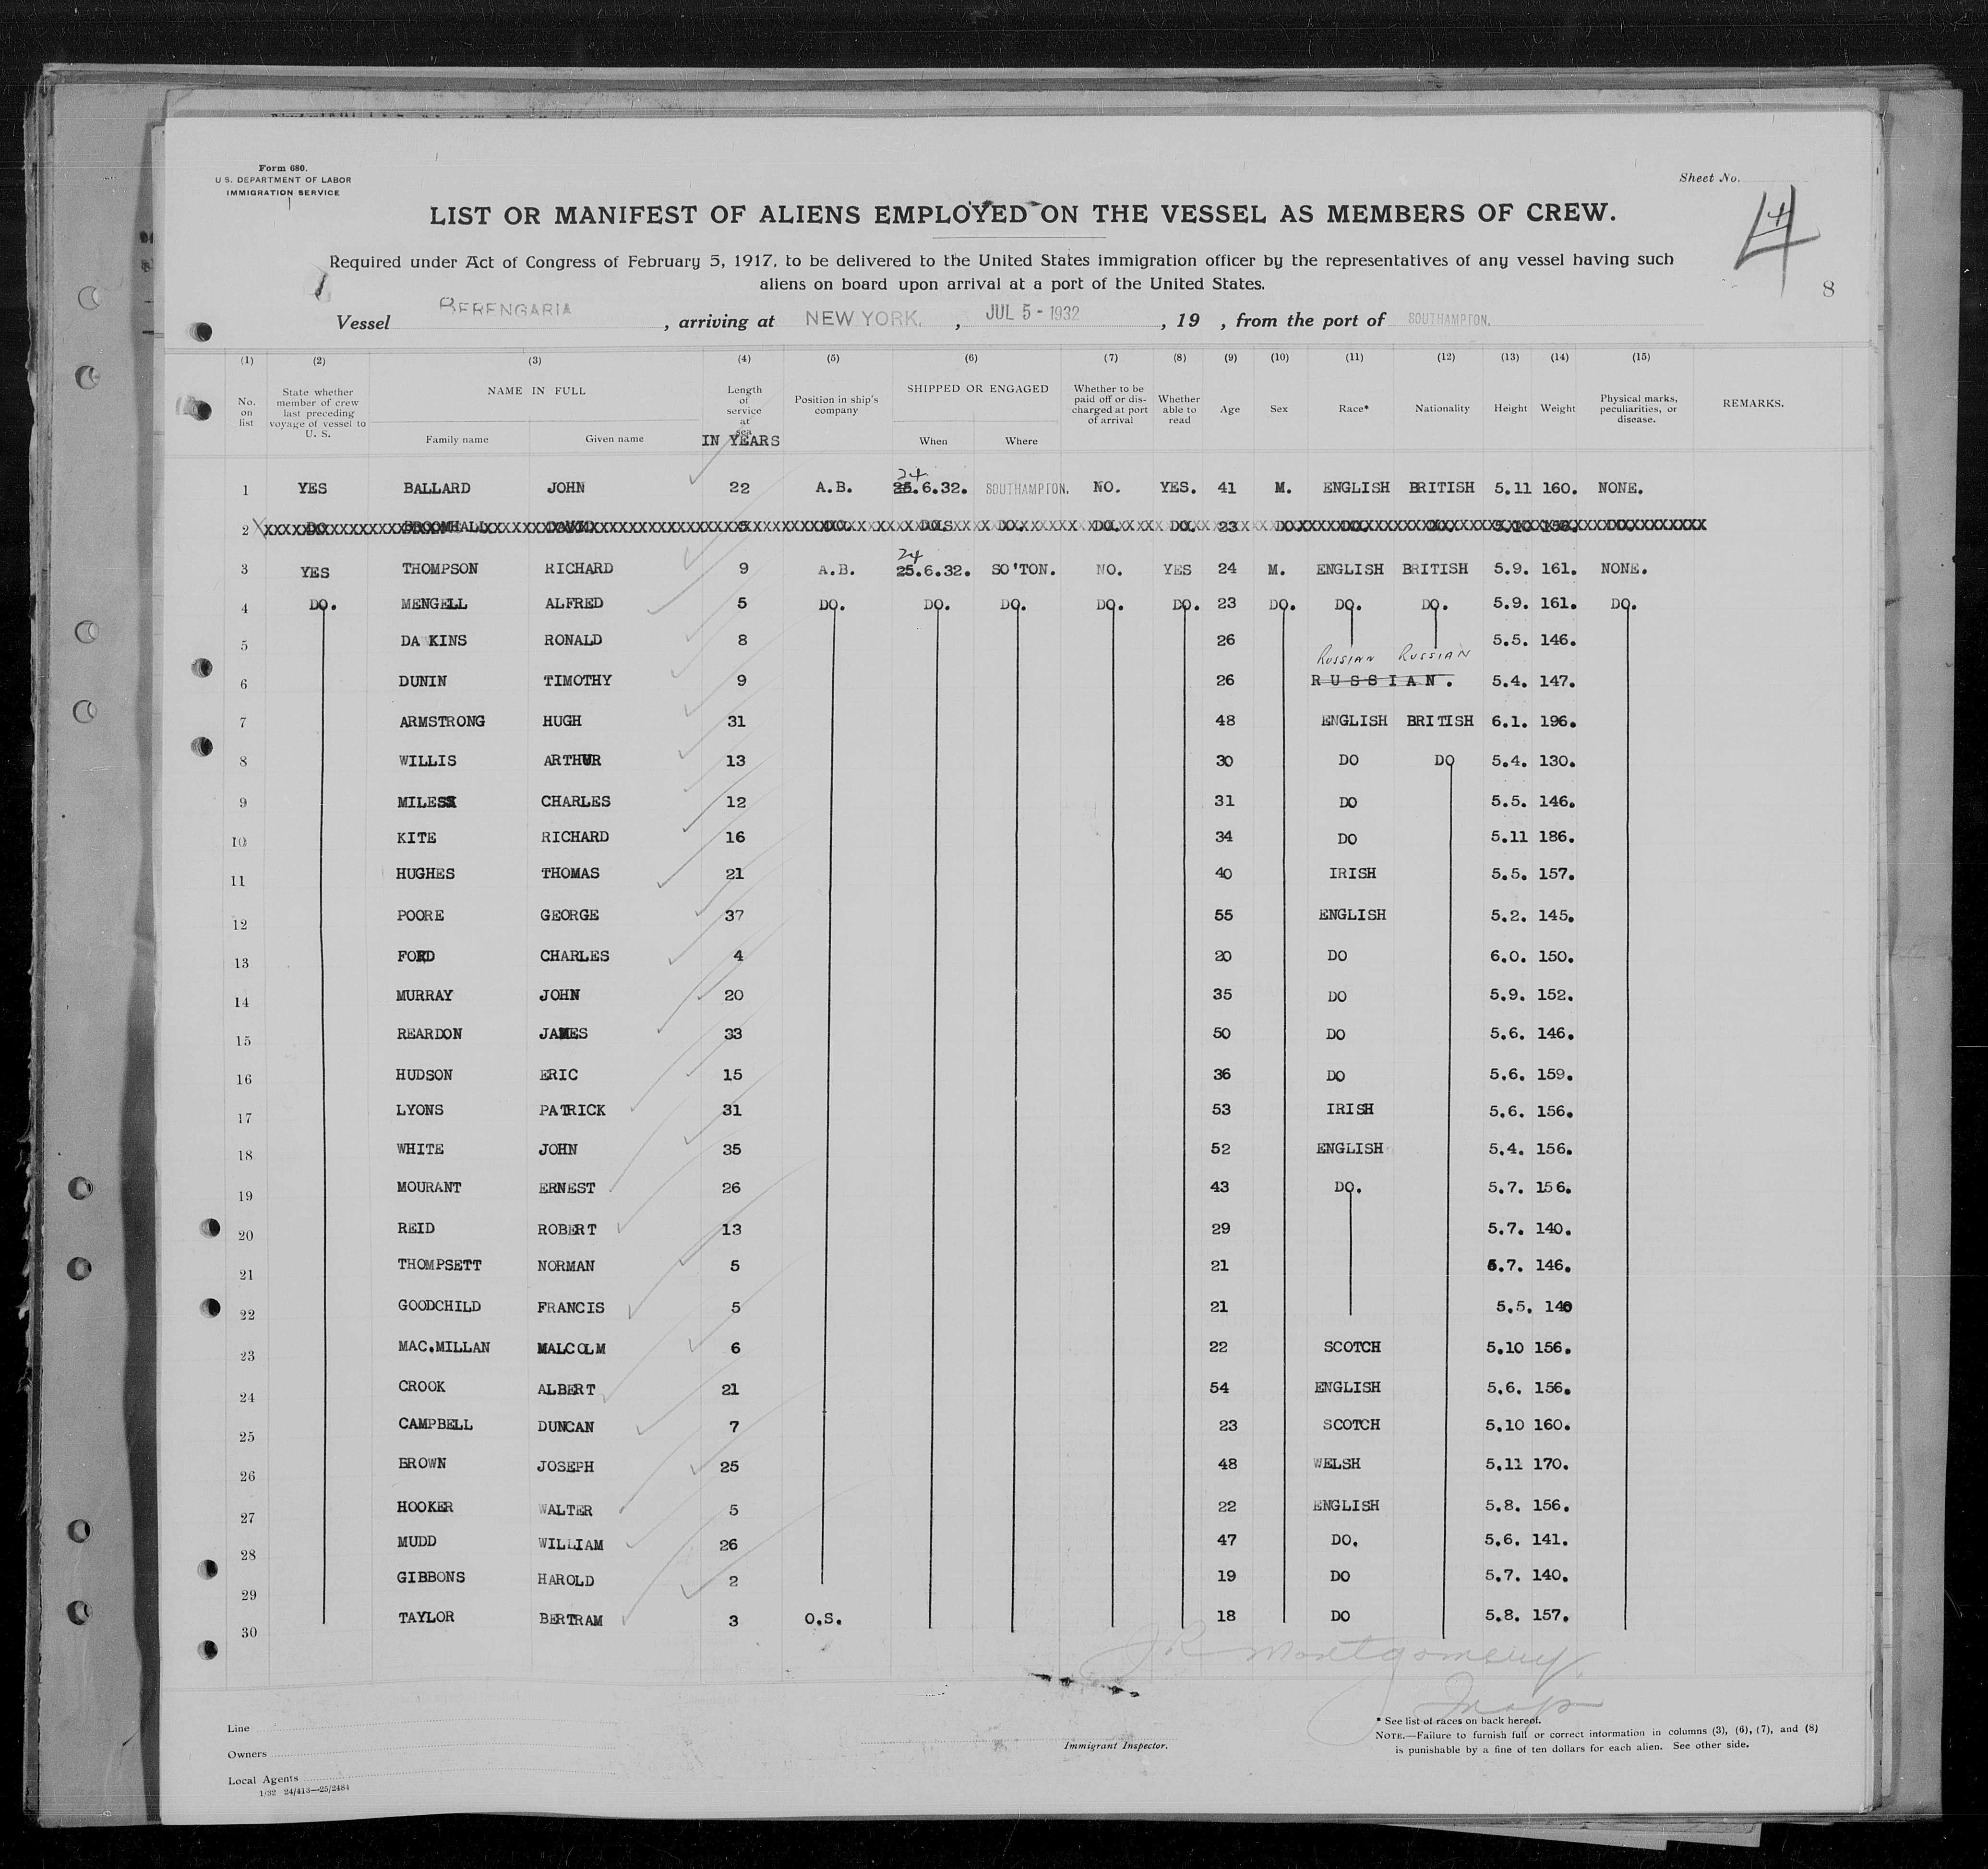 Form 680.
U. S. DEPARTMENT OF LABOR
IMMIGRATION SERVICE
Sheet No.
4
8
LIST OR MANIFEST OF ALIENS EMPLOYED ON THE VESSEL AS MEMBERS OF CREW.
Required under Act of Congress of February 5, 1917, to be delivered to the United States immigration officer by the representatives of any vessel having such
aliens on board upon arrival at a port of the United States.
Vessel BERENGARIA , arriving at NEW YORK. , JUL 5 - 1932 , 19 , from the port of SOUTHAMPTON.
(1) (2) (3) (4) (5) (6) (7) (8) (9) (10) (11) (12) (13) (14) (15)
No. on list State whether member of crew last preceding voyage of vessel to U. S. NAME IN FULL Family name Given name Length of service at sea IN YEARS Position in ship's company SHIPPED OR ENGAGED When Where Whether to be paid off or discharged at port of arrival Whether able to read Age Sex Race* Nationality Height Weight Physical marks, peculiarities, or disease. REMARKS.
24
1 YES BALLARD JOHN 22 A.B. 25.6.32. SOUTHAMPTON. NO. YES. 41 M. ENGLISH BRITISH 5.11 160. NONE.
2 DO BROOMHALL DAVID 5 DO. DO. DO. DO. DO. 23 DO DO. DO. 5.10 156. DO.
24
3 YES THOMPSON RICHARD 9 A.B. 25.6.32. SO'TON. NO. YES 24 M. ENGLISH BRITISH 5.9. 161. NONE.
4 DO. MENGELL ALFRED 5 DO. DO. DO. DO. DO. 23 DO. DO. DO. 5.9. 161. DO.
5 DA KINS RONALD 8 26 5.5. 146.
RUSSIAN RUSSIAN
6 DUNIN TIMOTHY 9 26 RUSSIAN. 5.4. 147.
7 ARMSTRONG HUGH 31 48 ENGLISH BRITISH 6.1. 196.
8 WILLIS ARTHUR 13 30 DO DO 5.4. 130.
9 MILES CHARLES 12 31 DO 5.5. 146.
10 KITE RICHARD 16 34 DO 5.11 186.
11 HUGHES THOMAS 21 40 IRISH 5.5. 157.
12 POORE GEORGE 37 55 ENGLISH 5.2. 145.
13 FORD CHARLES 4 20 DO 6.0. 150.
14 MURRAY JOHN 20 35 DO 5.9. 152.
15 REARDON JAMES 33 50 DO 5.6. 146.
16 HUDSON ERIC 15 36 DO 5.6. 159.
17 LYONS PATRICK 31 53 IRISH 5.6. 156.
18 WHITE JOHN 35 52 ENGLISH 5.4. 156.
19 MOURANT ERNEST 26 43 DO. 5.7. 156.
20 REID ROBERT 13 29 5.7. 140.
21 THOMPSETT NORMAN 5 21 5.7. 146.
22 GOODCHILD FRANCIS 5 21 5.5. 140
23 MAC.MILLAN MALCOLM 6 22 SCOTCH 5.10 156.
24 CROOK ALBERT 21 54 ENGLISH 5.6. 156.
25 CAMPBELL DUNCAN 7 23 SCOTCH 5.10 160.
26 BROWN JOSEPH 25 48 WELSH 5.11 170.
27 HOOKER WALTER 5 22 ENGLISH 5.8. 156.
28 MUDD WILLIAM 26 47 DO. 5.6. 141.
29 GIBBONS HAROLD 2 19 DO 5.7. 140.
30 TAYLOR BERTRAM 3 O.S. 18 DO 5.8. 157.
JR Montgomery
Insp
Line
Owners
Local Agents
1/32 24/413—25/2484
Immigrant Inspector.
* See list of races on back hereof.
NOTE.—Failure to furnish full or correct information in columns (3), (6), (7), and (8)
is punishable by a fine of ten dollars for each alien. See other side.